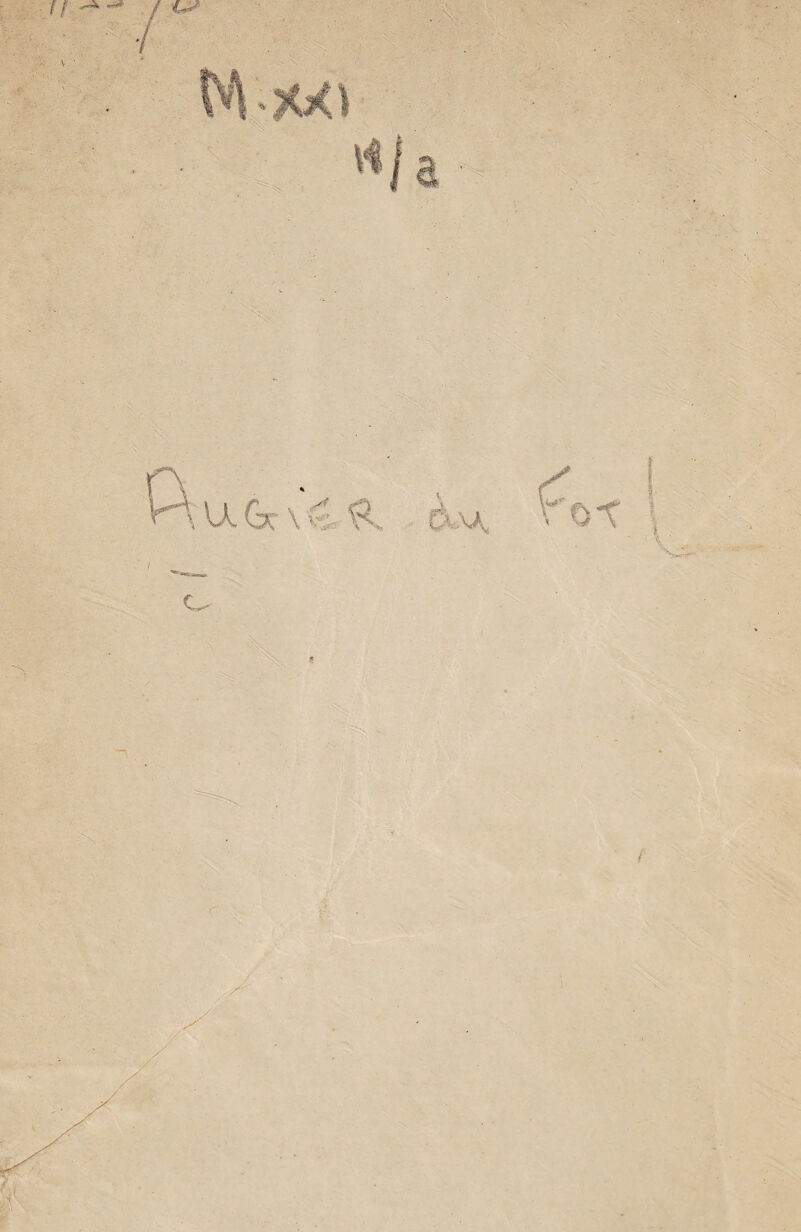 M.XXI
18/a
AUGIER du FOT